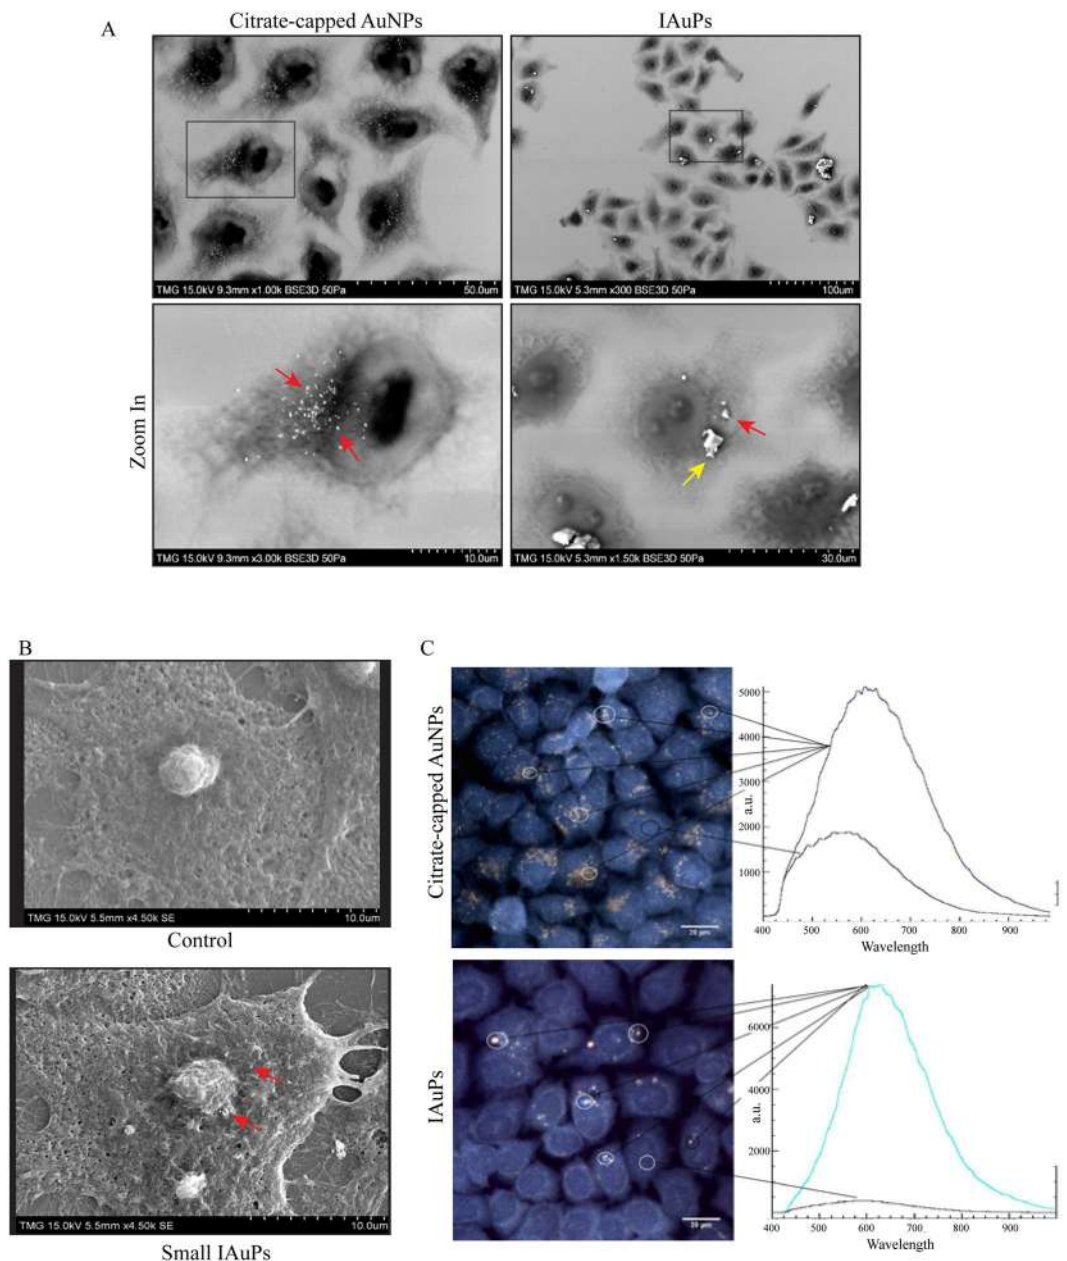 A
Citrate-capped AuNPs
IAuPs
TMG 15.0kV 9.3mm x1.00k BSE3D 50Pa
50.0um
TMG 15.0kV 5.3mm x300 BSE3D 50Pa
100um
Zoom In
TMG 15.0kV 9.3mm x3.00k BSE3D 50Pa
10.0um
TMG 15.0kV 5.3mm x1.50k BSE3D 50Pa
30.0um
B
TMG 15.0kV 5.5mm x4.50k SE
10.0um
Control
TMG 15.0kV 5.5mm x4.50k SE
10.0um
Small IAuPs
C
Citrate-capped AuNPs
20 µm
a.u.
5000
4000
3000
2000
1000
400 500 600 700 800 900
Wavelength
IAuPs
20 µm
a.u.
6000
4000
2000
400 500 600 700 800 900
Wavelength